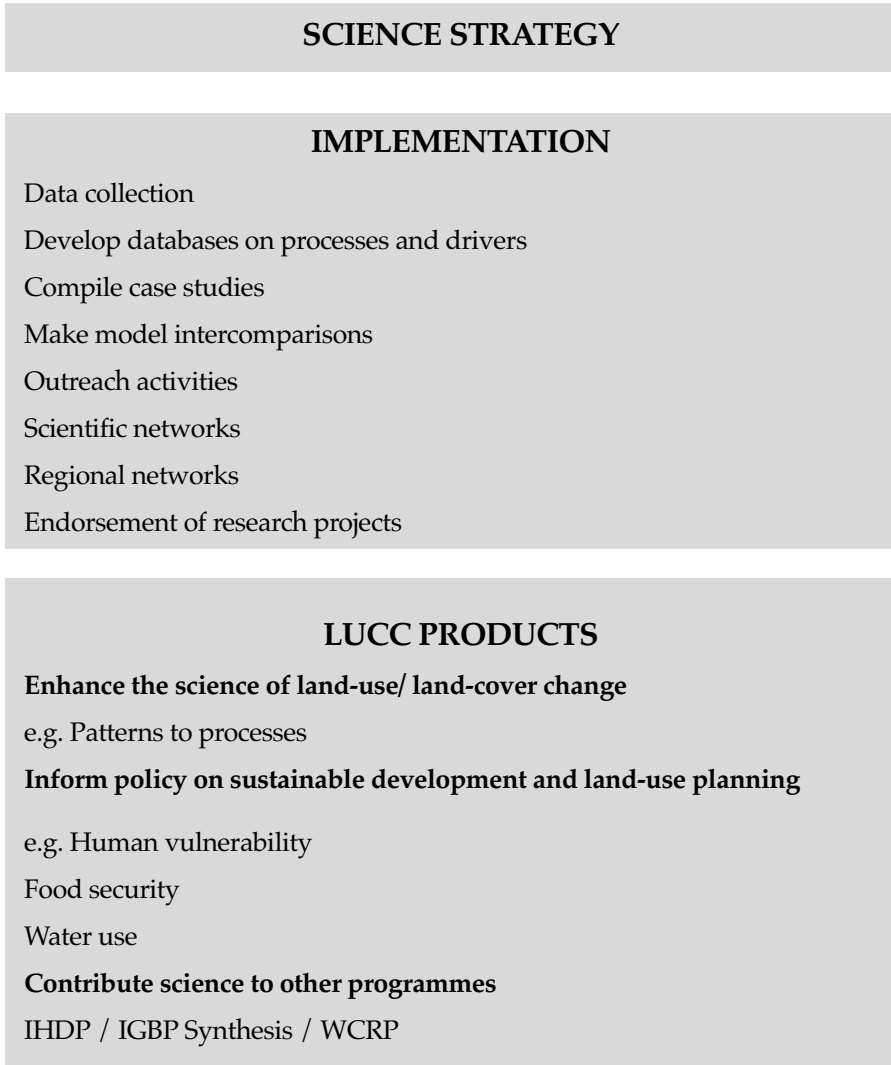 SCIENCE STRATEGY
IMPLEMENTATION
Data collection
Develop databases on processes and drivers
Compile case studies
Make model intercomparisons
Outreach activities
Scientific networks
Regional networks
Endorsement of research projects
LUCC PRODUCTS
Enhance the science of land-use/ land-cover change
e.g. Patterns to processes
Inform policy on sustainable development and land-use planning
e.g. Human vulnerability
Food security
Water use
Contribute science to other programmes
IHDP / IGBP Synthesis / WCRP